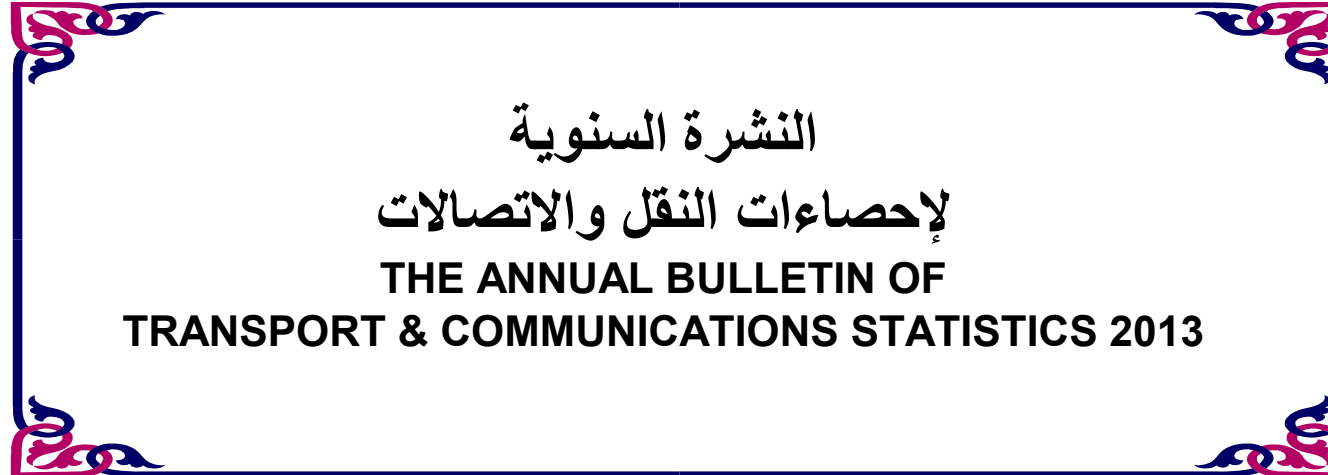 النشرة السنوية
لإحصاءات النقل والاتصالات
THE ANNUAL BULLETIN OF
TRANSPORT & COMMUNICATIONS STATISTICS 2013